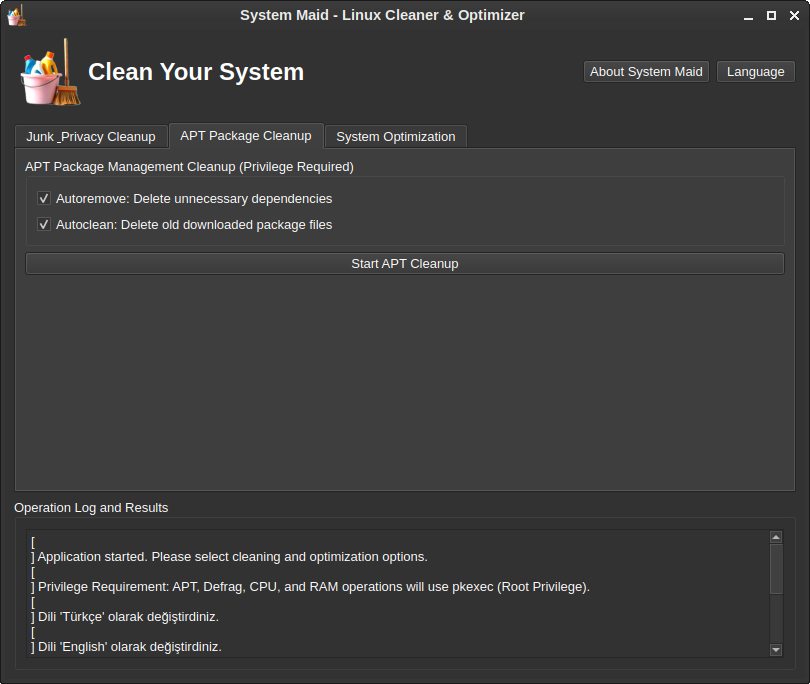 System Maid - Linux Cleaner & Optimizer
Clean Your System
About System Maid
Language
Junk _Privacy Cleanup
APT Package Cleanup
System Optimization
APT Package Management Cleanup (Privilege Required)
Autoremove: Delete unnecessary dependencies
Autoclean: Delete old downloaded package files
Start APT Cleanup
Operation Log and Results
[
] Application started. Please select cleaning and optimization options.
[
] Privilege Requirement: APT, Defrag, CPU, and RAM operations will use pkexec (Root Privilege).
[
] Dili 'Türkçe' olarak değiştirdiniz.
[
] Dili 'English' olarak değiştirdiniz.